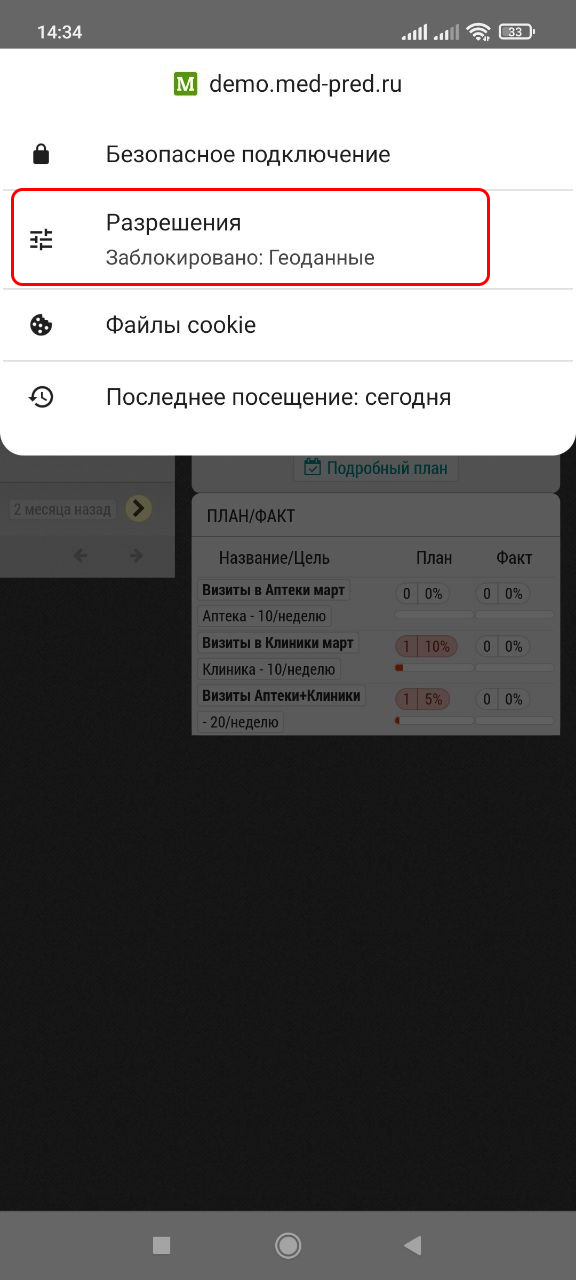 14:34
33
M demo.med-pred.ru
Безопасное подключение
Разрешения
Заблокировано: Геоданные
Файлы cookie
Последнее посещение: сегодня
Подробный план
2 месяца назад
ПЛАН/ФАКТ
Название/Цель План Факт
Визиты в Аптеки март 0 0% 0 0%
Аптека - 10/неделю
Визиты в Клиники март 1 10% 0 0%
Клиника - 10/неделю
Визиты Аптеки+Клиники 1 5% 0 0%
- 20/неделю